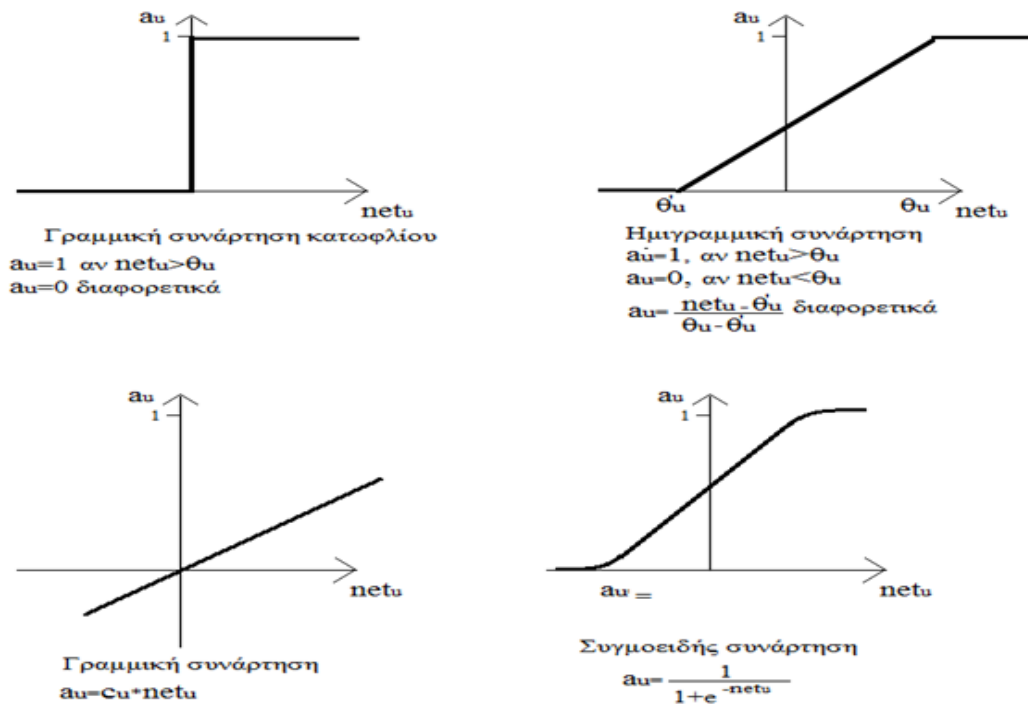 au
1
netu
Γραμμική συνάρτηση κατωφλίου
au=1 αν netu>θu
au=0 διαφορετικά
au
1
θ'u θu netu
Ημιγραμμική συνάρτηση
au=1, αν netu>θu
au=0, αν netu<θu
au= netu - θ'u / θu - θ'u διαφορετικά
au
1
netu
Γραμμική συνάρτηση
au=cu*netu
au
1
netu
au' =
Συγμοειδής συνάρτηση
au= 1 / 1+e -netu